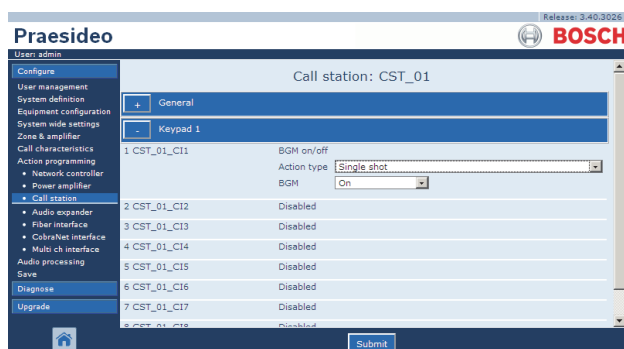 Release: 3.40.3026
Praesideo
BOSCH
User: admin
Configure
User management
System definition
Equipment configuration
System wide settings
Zone & amplifier
Call characteristics
Action programming
• Network controller
• Power amplifier
• Call station
• Audio expander
• Fiber interface
• CobraNet interface
• Multi ch interface
Audio processing
Save
Diagnose
Upgrade
Call station: CST_01
+ General
- Keypad 1
1 CST_01_CI1 BGM on/off
Action type Single shot
BGM On
2 CST_01_CI2 Disabled
3 CST_01_CI3 Disabled
4 CST_01_CI4 Disabled
5 CST_01_CI5 Disabled
6 CST_01_CI6 Disabled
7 CST_01_CI7 Disabled
8 CST_01_CI8 Disabled
Submit